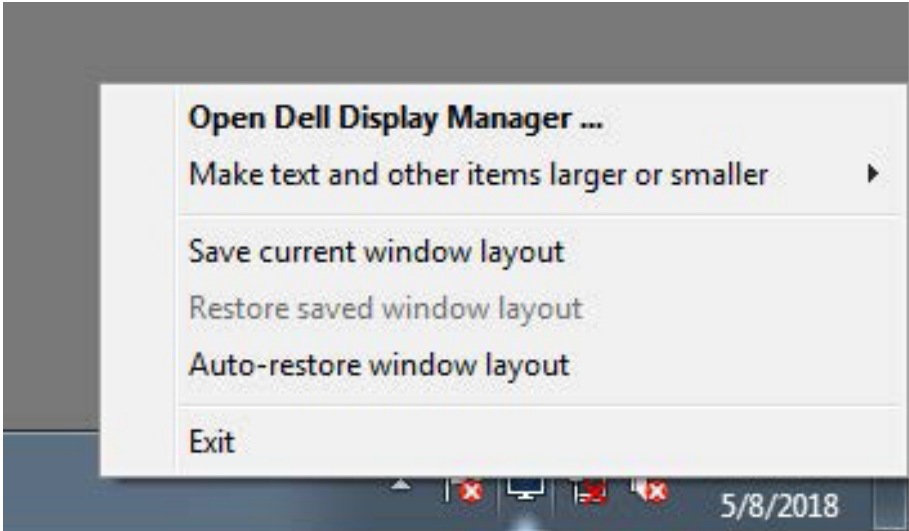 Open Dell Display Manager ...
Make text and other items larger or smaller
Save current window layout
Restore saved window layout
Auto-restore window layout
Exit
5/8/2018